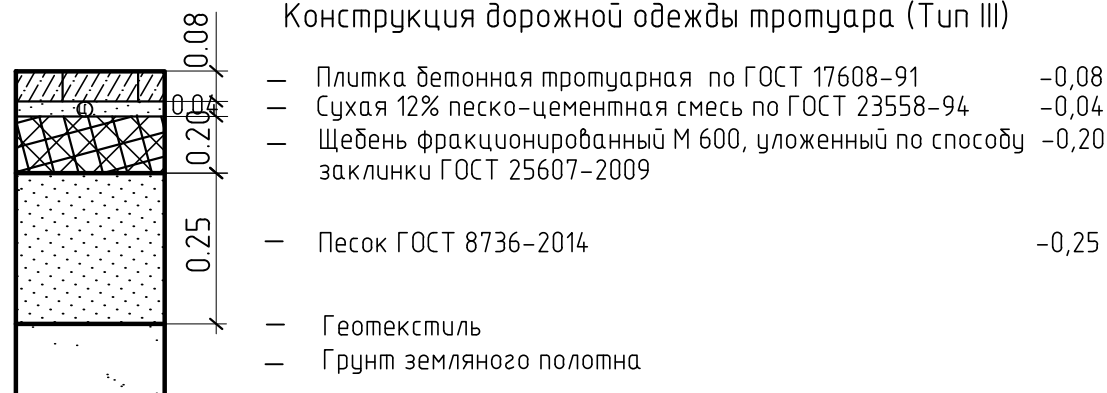 Конструкция дорожной одежды тротуара (Тип III)
0.08
— Плитка бетонная тротуарная по ГОСТ 17608-91 -0,08
0.04
— Сухая 12% песко-цементная смесь по ГОСТ 23558-94 -0,04
0.20
— Щебень фракционированный М 600, уложенный по способу -0,20
заклинки ГОСТ 25607-2009
0.25
— Песок ГОСТ 8736-2014 -0,25
— Геотекстиль
— Грунт земляного полотна